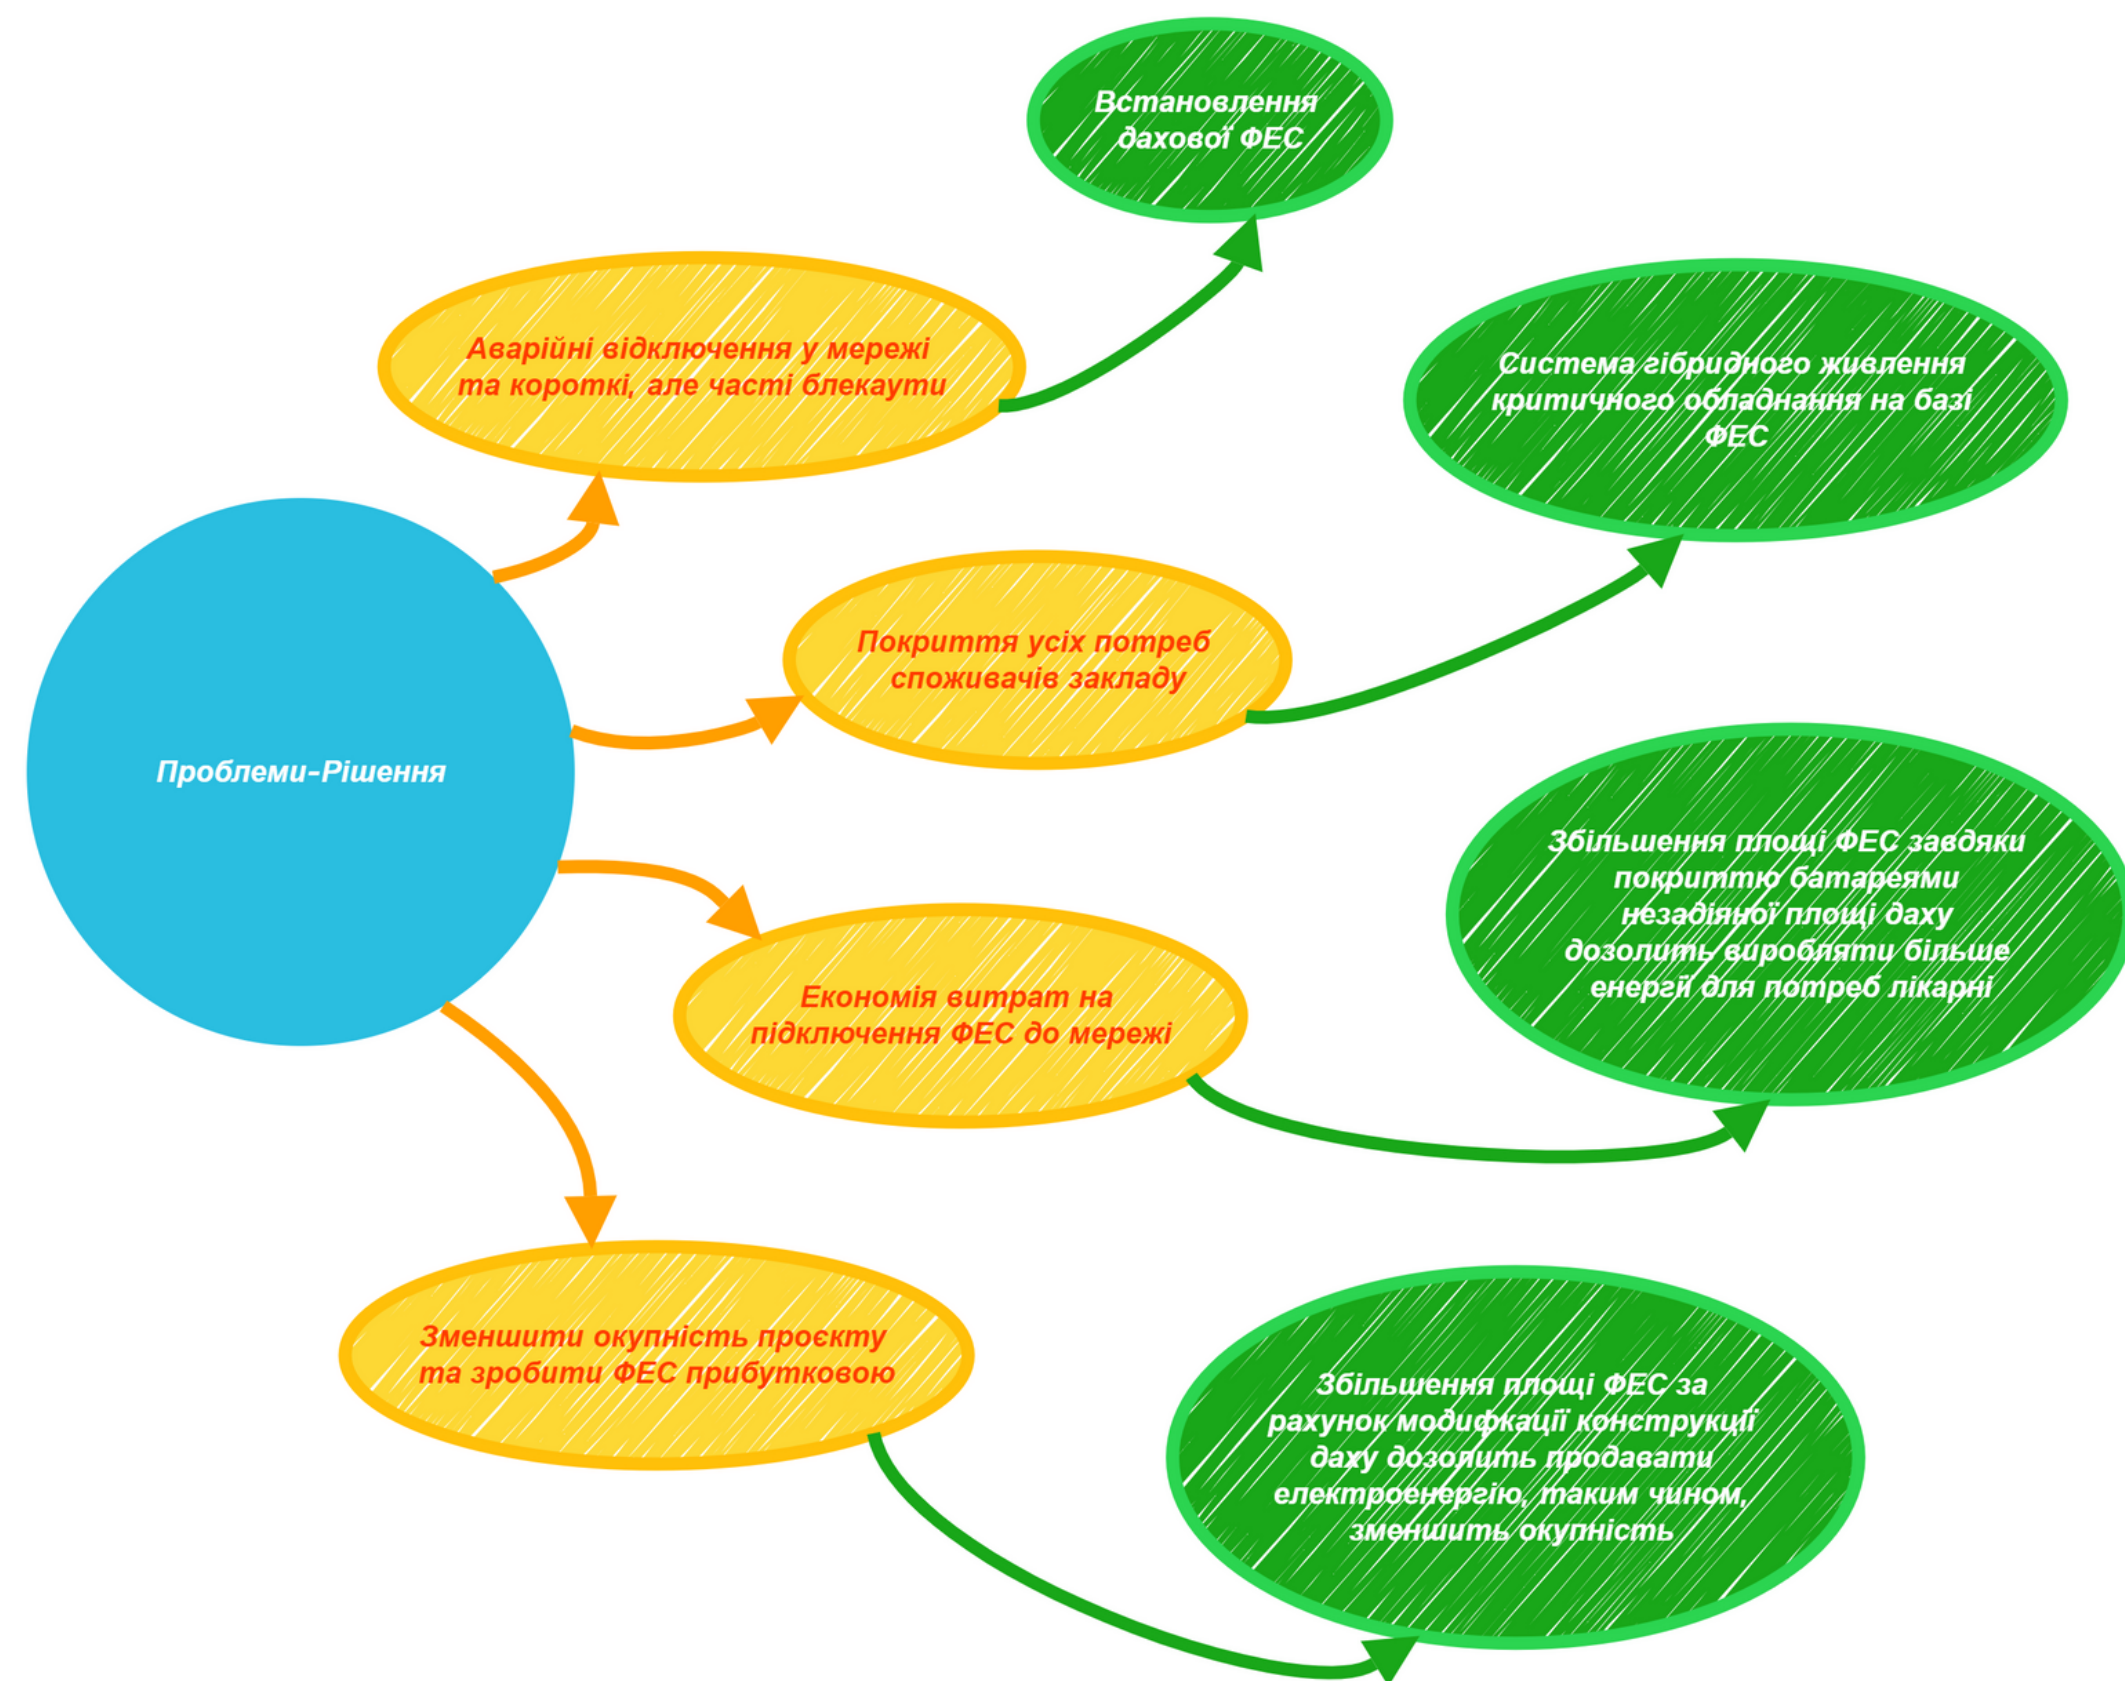 Встановлення
дахової ФЕС
Аварійні відключення у мережі
та короткі, але часті блекаути
Система гібридного живлення
критичного обладнання на базі
ФЕС
Покриття усіх потреб
споживачів закладу
Проблеми-Рішення
Збільшення площі ФЕС завдяки
покриттю батареями
незадіяної площі даху
дозолить виробляти більше
енергії для потреб лікарні
Економія витрат на
підключення ФЕС до мережі
Зменшити окупність проєкту
та зробити ФЕС прибутковою
Збільшення площі ФЕС за
рахунок модифкації конструкції
даху дозолить продавати
електроенергію, таким чином,
зменшить окупність